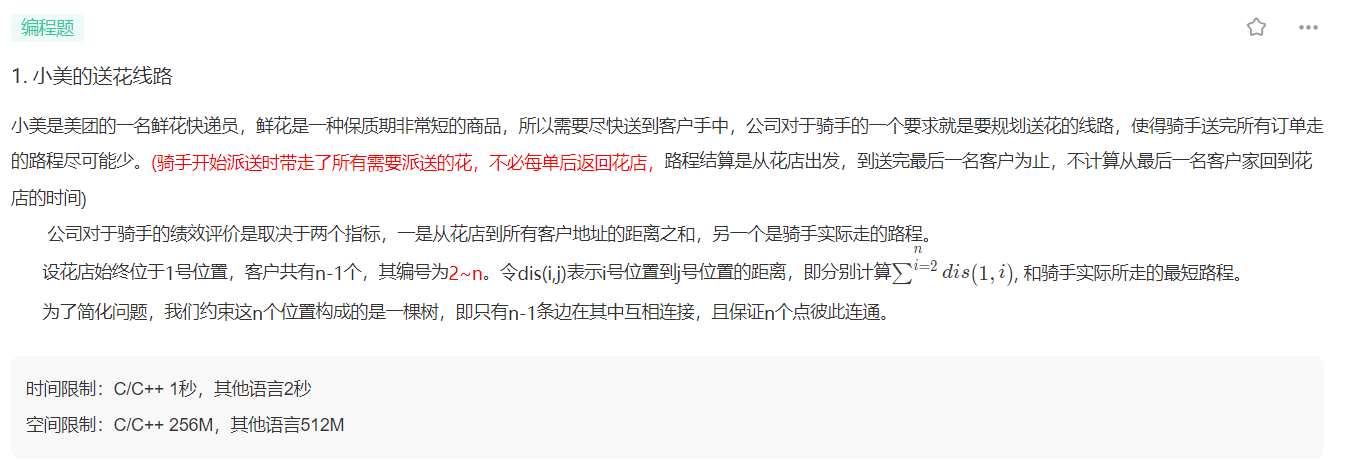 编程题
1. 小美的送花线路
小美是美团的一名鲜花快递员，鲜花是一种保质期非常短的商品，所以需要尽快送到客户手中，公司对于骑手的一个要求就是要规划送花的线路，使得骑手送完所有订单走
的路程尽可能少。(骑手开始派送时带走了所有需要派送的花，不必每单后返回花店，路程结算是从花店出发，到送完最后一名客户为止，不计算从最后一名客户家回到花
店的时间)
公司对于骑手的绩效评价是取决于两个指标，一是从花店到所有客户地址的距离之和，另一个是骑手实际走的路程。
设花店始终位于1号位置，客户共有n-1个，其编号为2~n。令dis(i,j)表示i号位置到j号位置的距离，即分别计算∑ⁿᵢ₌₂ dis(1, i), 和骑手实际所走的最短路程。
为了简化问题，我们约束这n个位置构成的是一棵树，即只有n-1条边在其中互相连接，且保证n个点彼此连通。
时间限制：C/C++ 1秒，其他语言2秒
空间限制：C/C++ 256M，其他语言512M